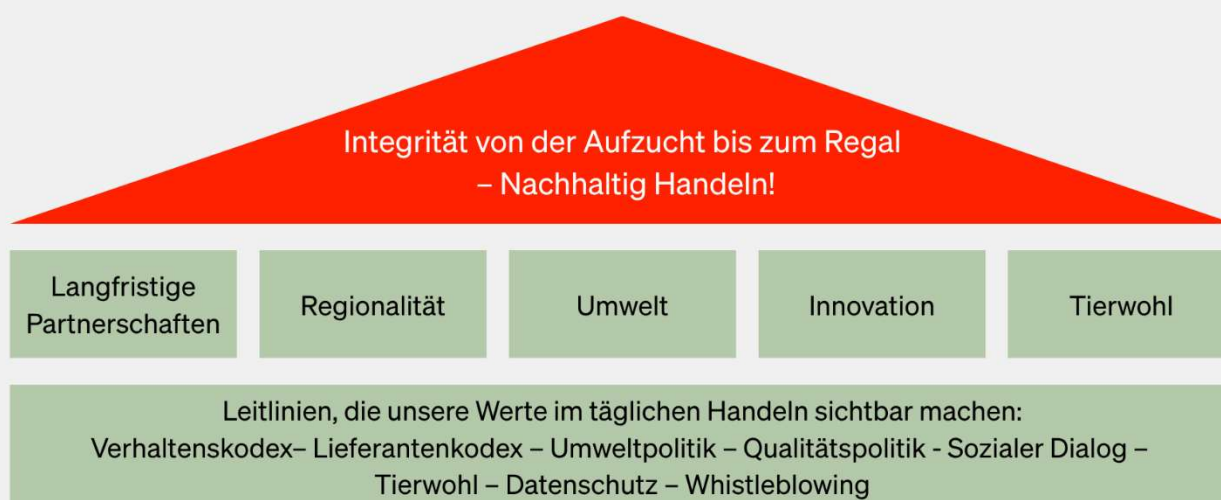 Integrität von der Aufzucht bis zum Regal
– Nachhaltig Handeln!
Langfristige
Partnerschaften
Regionalität
Umwelt
Innovation
Tierwohl
Leitlinien, die unsere Werte im täglichen Handeln sichtbar machen:
Verhaltenskodex– Lieferantenkodex – Umweltpolitik – Qualitätspolitik - Sozialer Dialog –
Tierwohl – Datenschutz – Whistleblowing